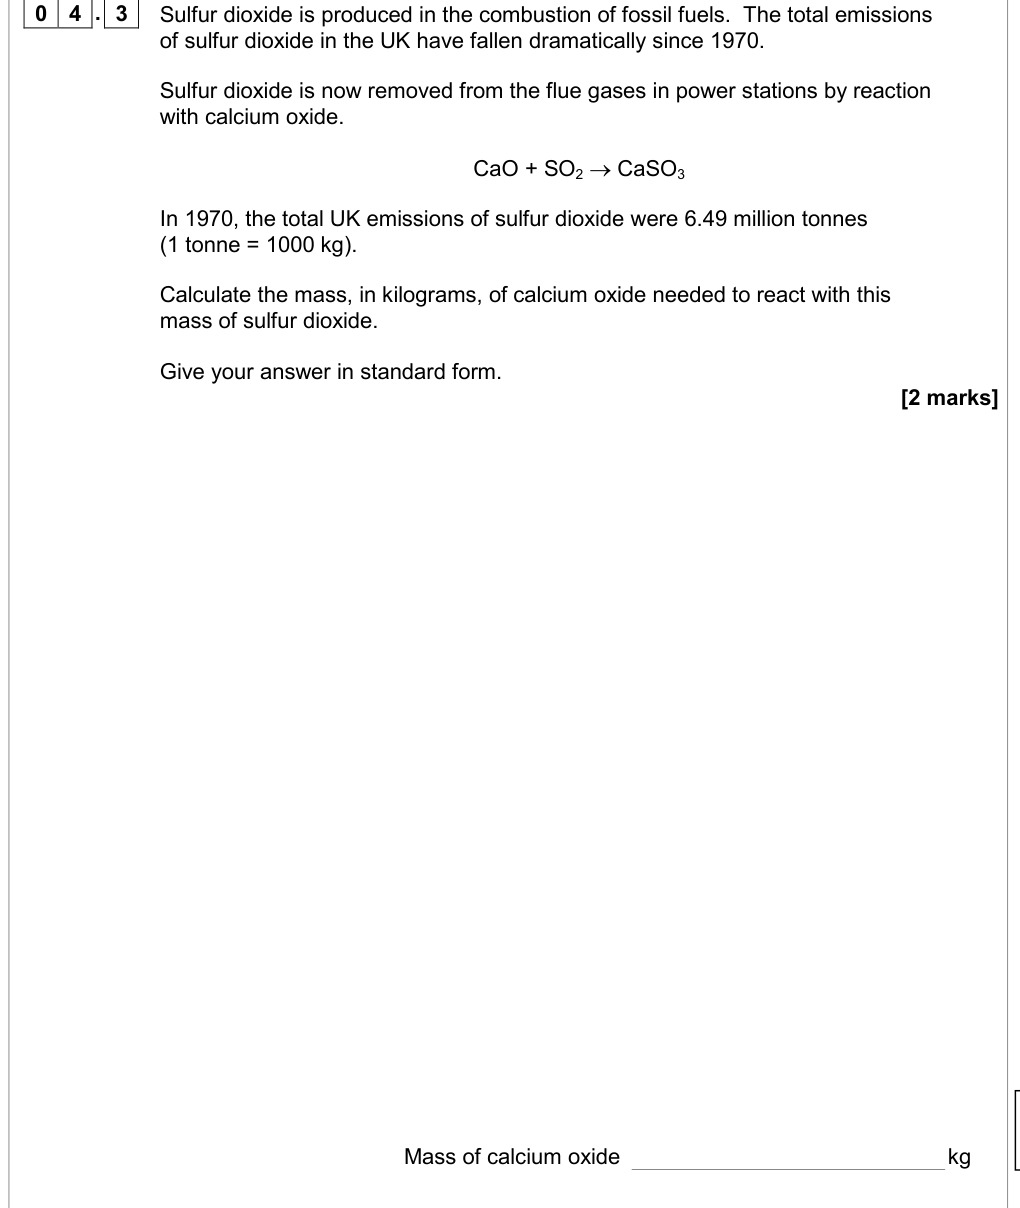 0 4 . 3 Sulfur dioxide is produced in the combustion of fossil fuels. The total emissions
of sulfur dioxide in the UK have fallen dramatically since 1970.
Sulfur dioxide is now removed from the flue gases in power stations by reaction
with calcium oxide.
CaO + SO₂ → CaSO₃
In 1970, the total UK emissions of sulfur dioxide were 6.49 million tonnes
(1 tonne = 1000 kg).
Calculate the mass, in kilograms, of calcium oxide needed to react with this
mass of sulfur dioxide.
Give your answer in standard form.
[2 marks]
Mass of calcium oxide ______ kg